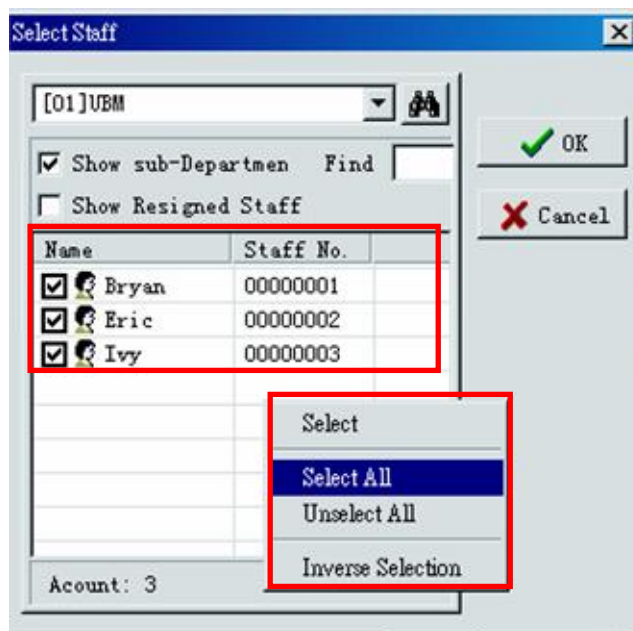 Select Staff
[01]VBM
OK
Show sub-Departmen Find
Show Resigned Staff
Cancel
Name Staff No.
Bryan 00000001
Eric 00000002
Ivy 00000003
Select
Select All
Unselect All
Inverse Selection
Acount: 3